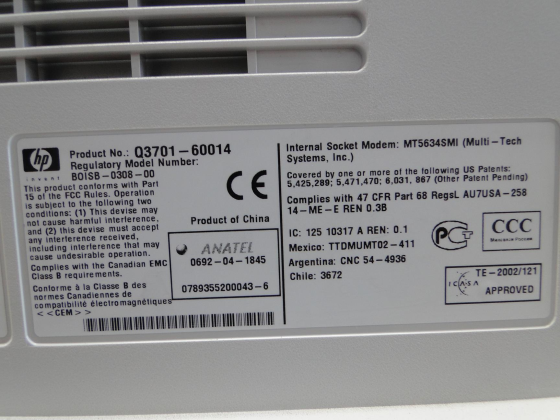 hp
invent
Product No.: Q3701-60014
Regulatory Model Number:
BOISB-0308-00
This product conforms with Part
15 of the FCC Rules. Operation
is subject to the following two
conditions: (1) This device may
not cause harmful interference,
and (2) this device must accept
any interference received,
including interference that may
cause undesirable operation.
Complies with the Canadian EMC
Class B requirements.
Conforme à la Classe B des
normes Canadiennes de
compatibilité électromagnétiques
<<CEM>>
CE
Product of China
ANATEL
0692-04-1845
0789355200043-6
Internal Socket Modem: MT5634SMI (Multi-Tech
Systems, Inc.)
Covered by one or more of the following US Patents:
5,425,289; 5,471,470; 6,031,867 (Other Patents Pending)
Complies with 47 CFR Part 68 RegsL AU7USA-258
14-ME-E REN 0.3B
IC: 125 10317 A REN: 0.1
Mexico: TTDMUMT02-411
Argentina: CNC 54-4936
Chile: 3672
CCC
ICASA
TE-2002/121
APPROVED